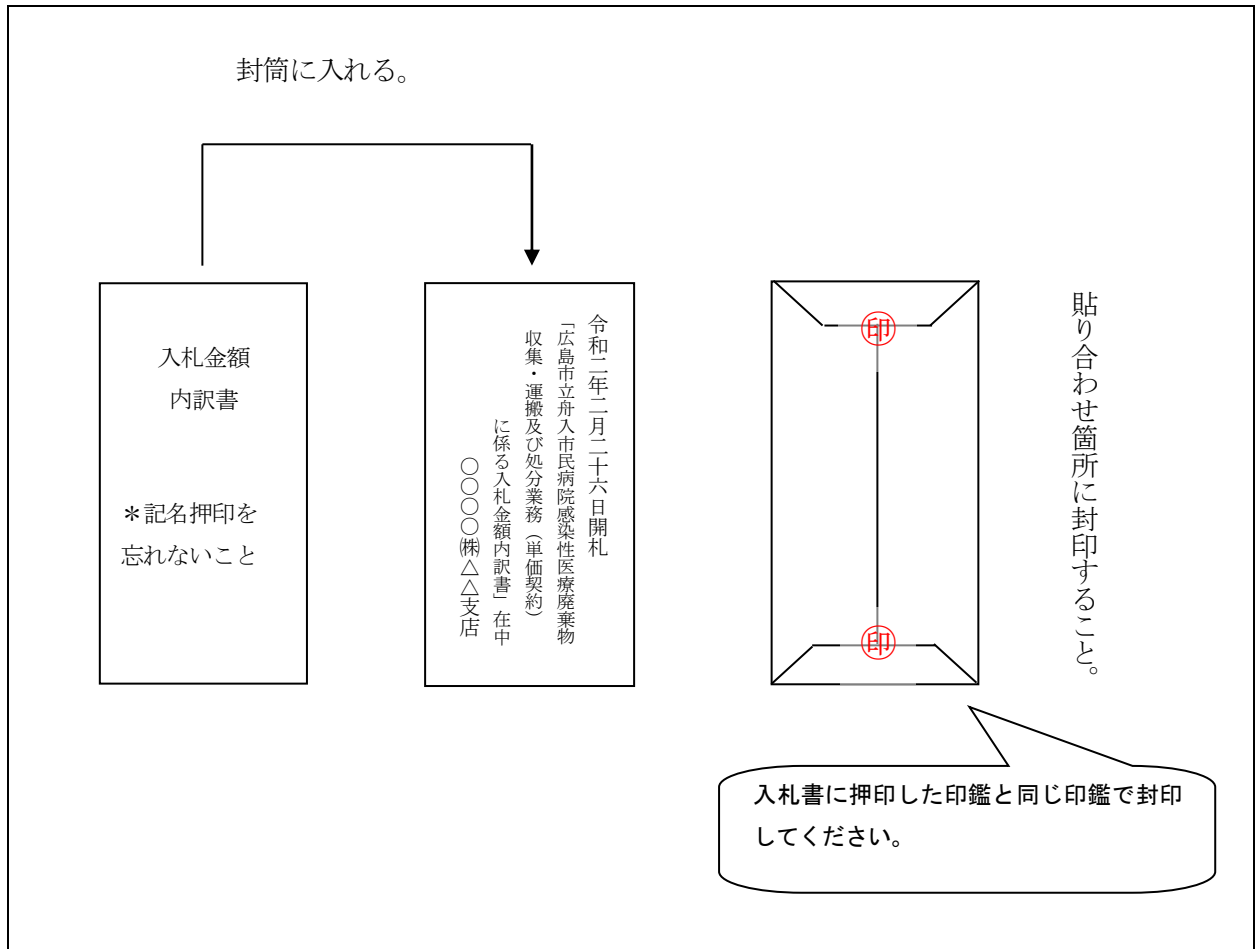 封筒に入れる。
入札金額
内訳書
＊記名押印を
忘れないこと
令和二年二月二十六日開札
「広島市立舟入市民病院感染性医療廃棄物
収集・運搬及び処分業務（単価契約）
に係る入札金額内訳書」在中
〇〇〇〇㈱△△支店
印
印
貼り合わせ箇所に封印すること。
入札書に押印した印鑑と同じ印鑑で封印
してください。